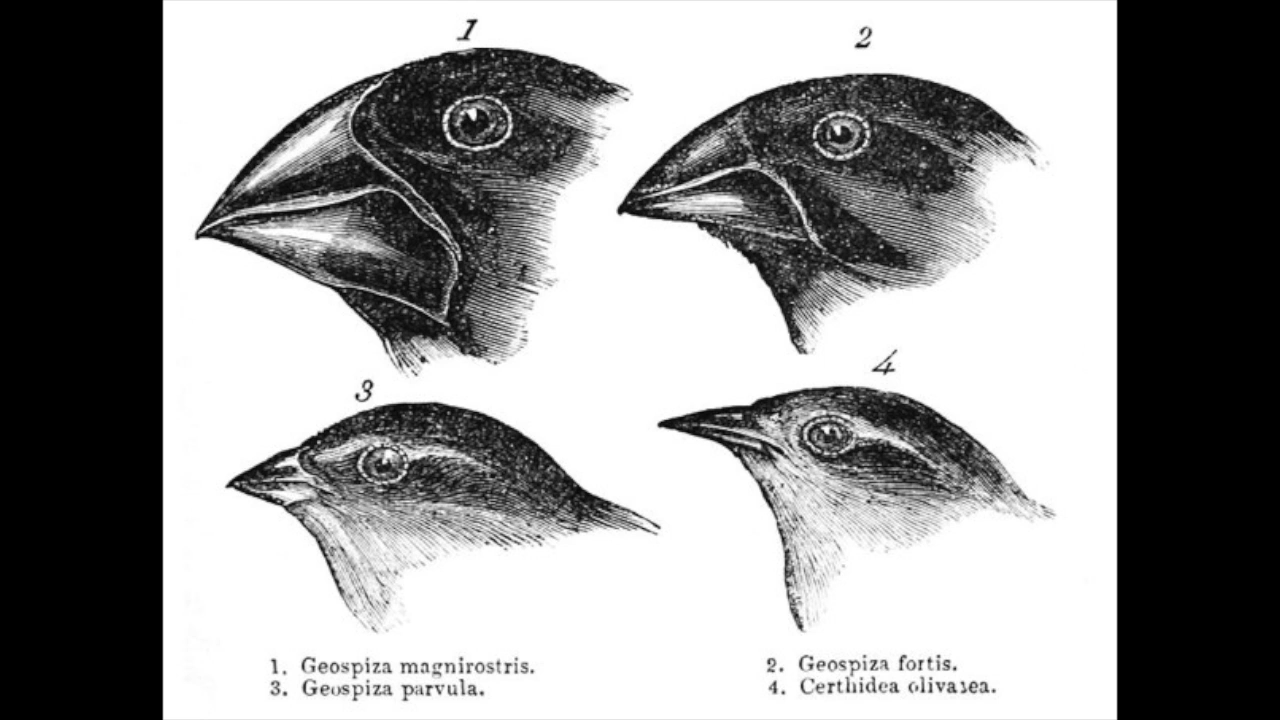 1
2
3
4
1. Geospiza magnirostris. 2. Geospiza fortis.
3. Geospiza parvula. 4. Certhidea olivasea.